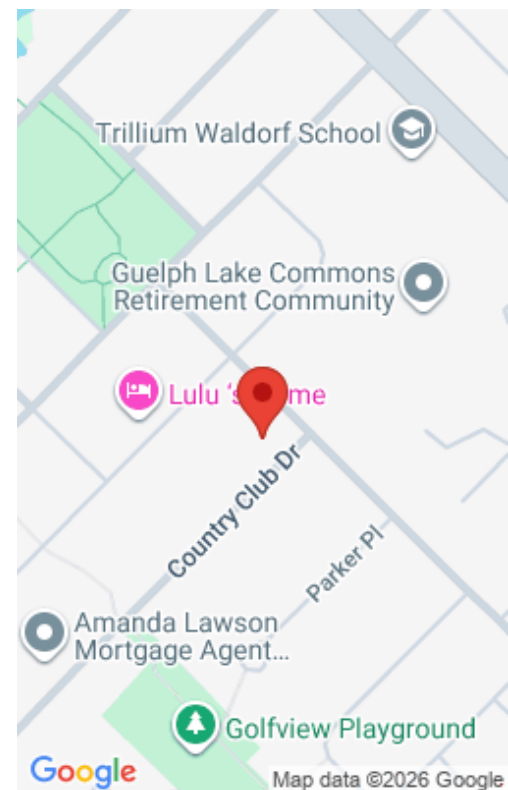 Trillium Waldorf School
Guelph Lake Commons
Retirement Community
Lulu ‘s
me
Country Club Dr
Parker Pl
Amanda Lawson
Mortgage Agent...
Golfview Playground
Google
Map data ©2026 Google